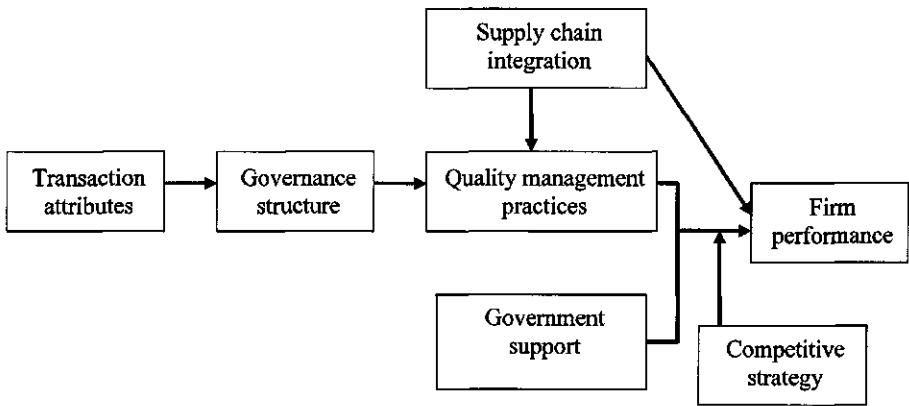 Supply chain
integration
Transaction
attributes
Governance
structure
Quality management
practices
Firm
performance
Government
support
Competitive
strategy